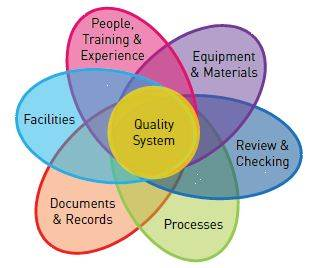 People,
Training &
Experience
Equipment
& Materials
Facilities
Quality
System
Review &
Checking
Documents
& Records
Processes